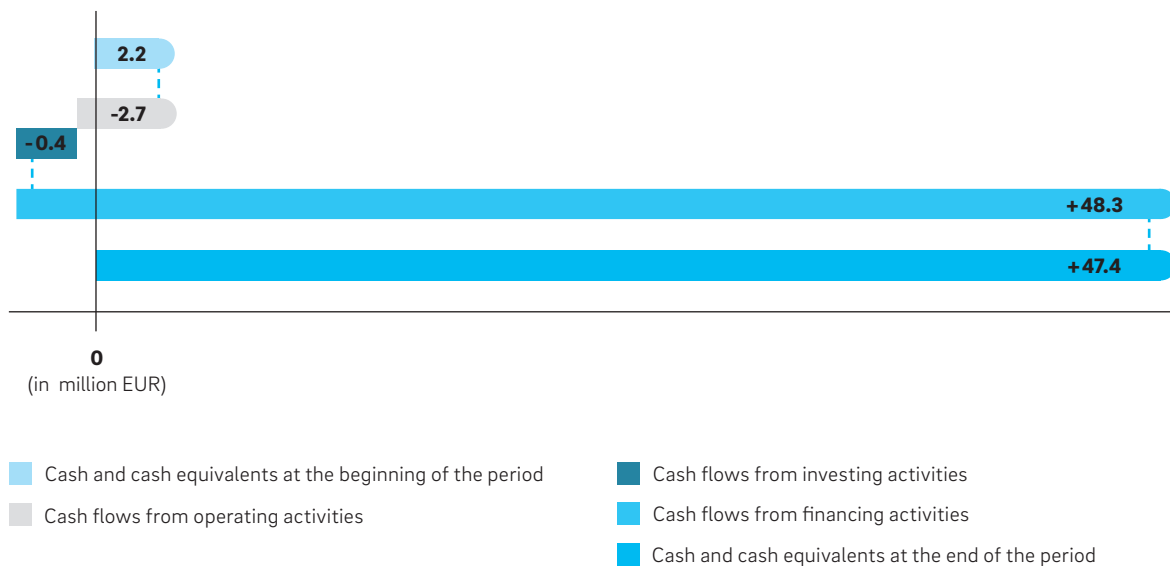 2.2
-2.7
-0.4
+48.3
+47.4
0
(in million EUR)
Cash and cash equivalents at the beginning of the period
Cash flows from operating activities
Cash flows from investing activities
Cash flows from financing activities
Cash and cash equivalents at the end of the period